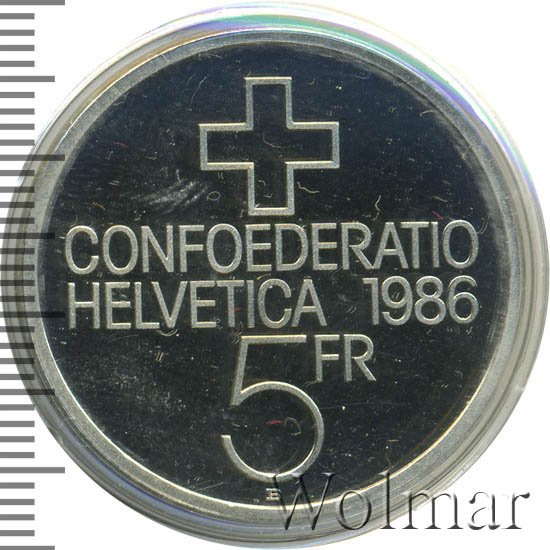 CONFOEDERATIO
HELVETICA 1986
5 FR
B
Wolmar